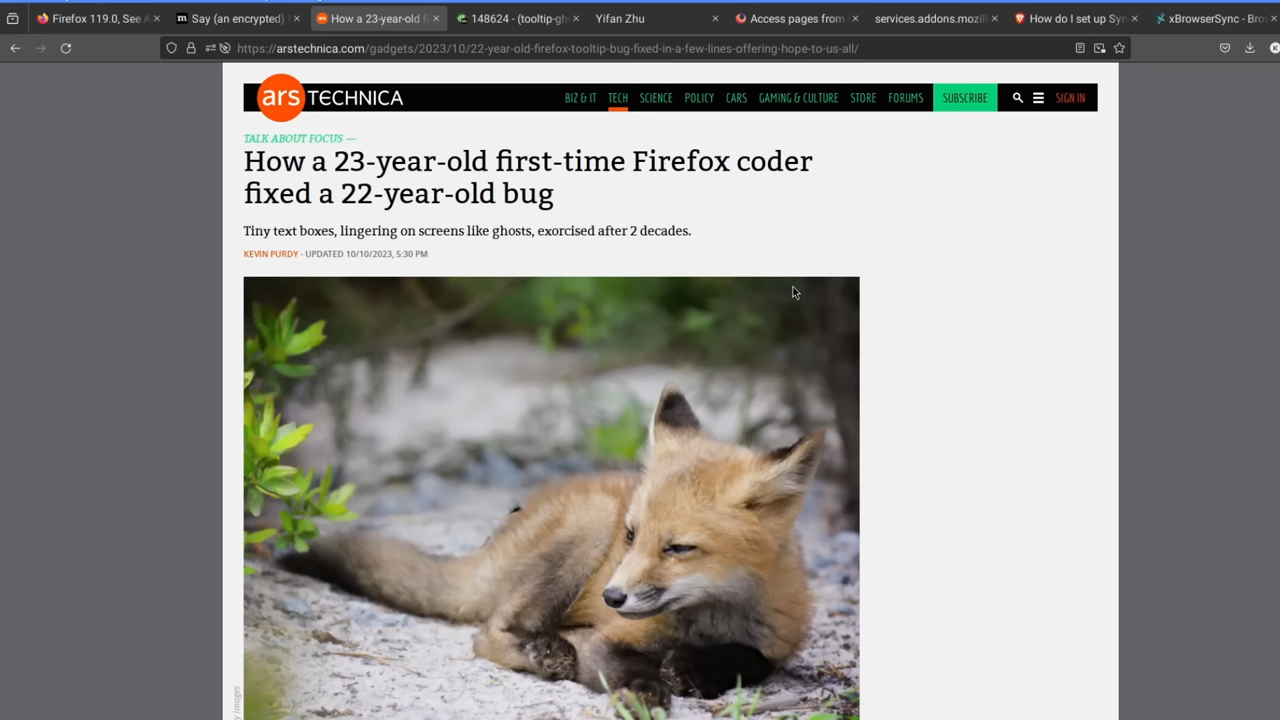 Firefox 119.0, See A
Say (an encrypted)
How a 23-year-old fi
148624 - (tooltip-gh
Yifan Zhu
Access pages from
services.addons.mozil
How do I set up Syn
xBrowserSync - Brow
https://arstechnica.com/gadgets/2023/10/22-year-old-firefox-tooltip-bug-fixed-in-a-few-lines-offering-hope-to-us-all/
ars TECHNICA
BIZ & IT TECH SCIENCE POLICY CARS GAMING & CULTURE STORE FORUMS SUBSCRIBE SIGN IN
TALK ABOUT FOCUS —
How a 23-year-old first-time Firefox coder
fixed a 22-year-old bug
Tiny text boxes, lingering on screens like ghosts, exorcised after 2 decades.
KEVIN PURDY - UPDATED 10/10/2023, 5:30 PM